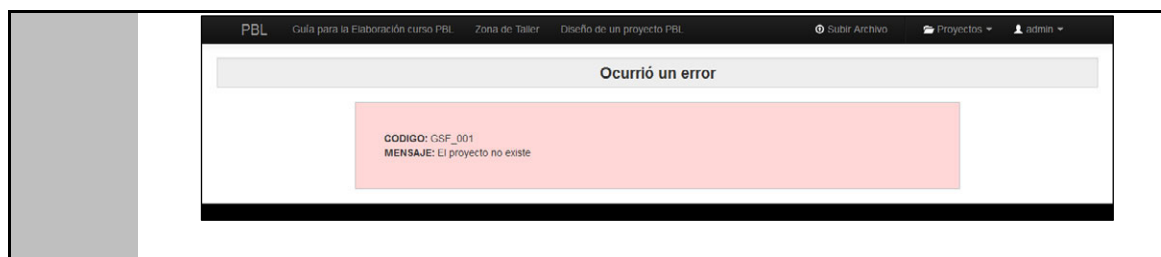 PBL Guía para la Elaboración curso PBL Zona de Taller Diseño de un proyecto PBL Subir Archivo Proyectos admin
Ocurrió un error
CODIGO: GSF_001
MENSAJE: El proyecto no existe